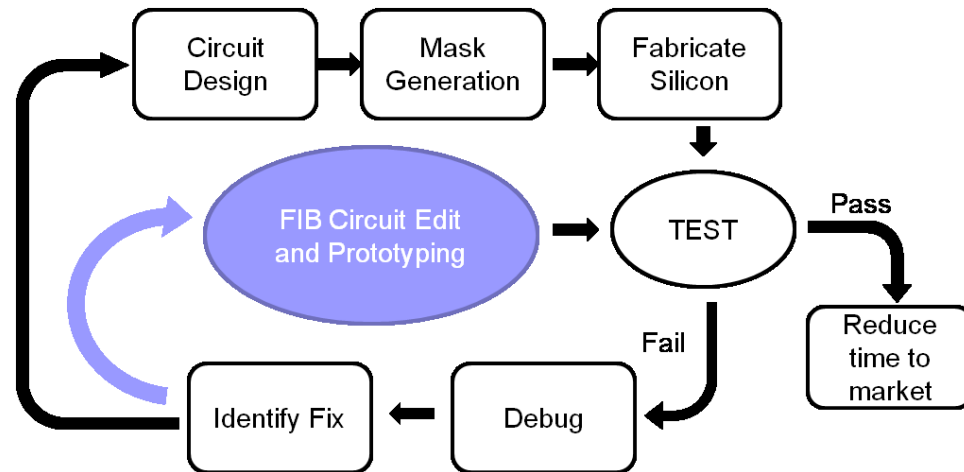 Circuit
Design
Mask
Generation
Fabricate
Silicon
FIB Circuit Edit
and Prototyping
TEST
Pass
Reduce
time to
market
Fail
Identify Fix
Debug